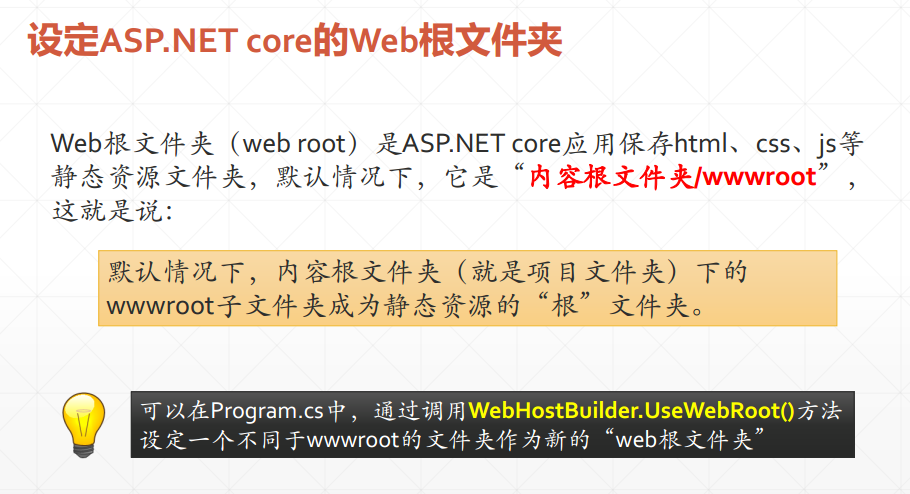 设定ASP.NET core的Web根文件夹
Web根文件夹（web root）是ASP.NET core应用保存html、css、js等
静态资源文件夹，默认情况下，它是“内容根文件夹/wwwroot”，
这就是说：
默认情况下，内容根文件夹（就是项目文件夹）下的
wwwroot子文件夹成为静态资源的“根”文件夹。
可以在Program.cs中，通过调用WebHostBuilder.UseWebRoot()方法
设定一个不同于wwwroot的文件夹作为新的“web根文件夹”